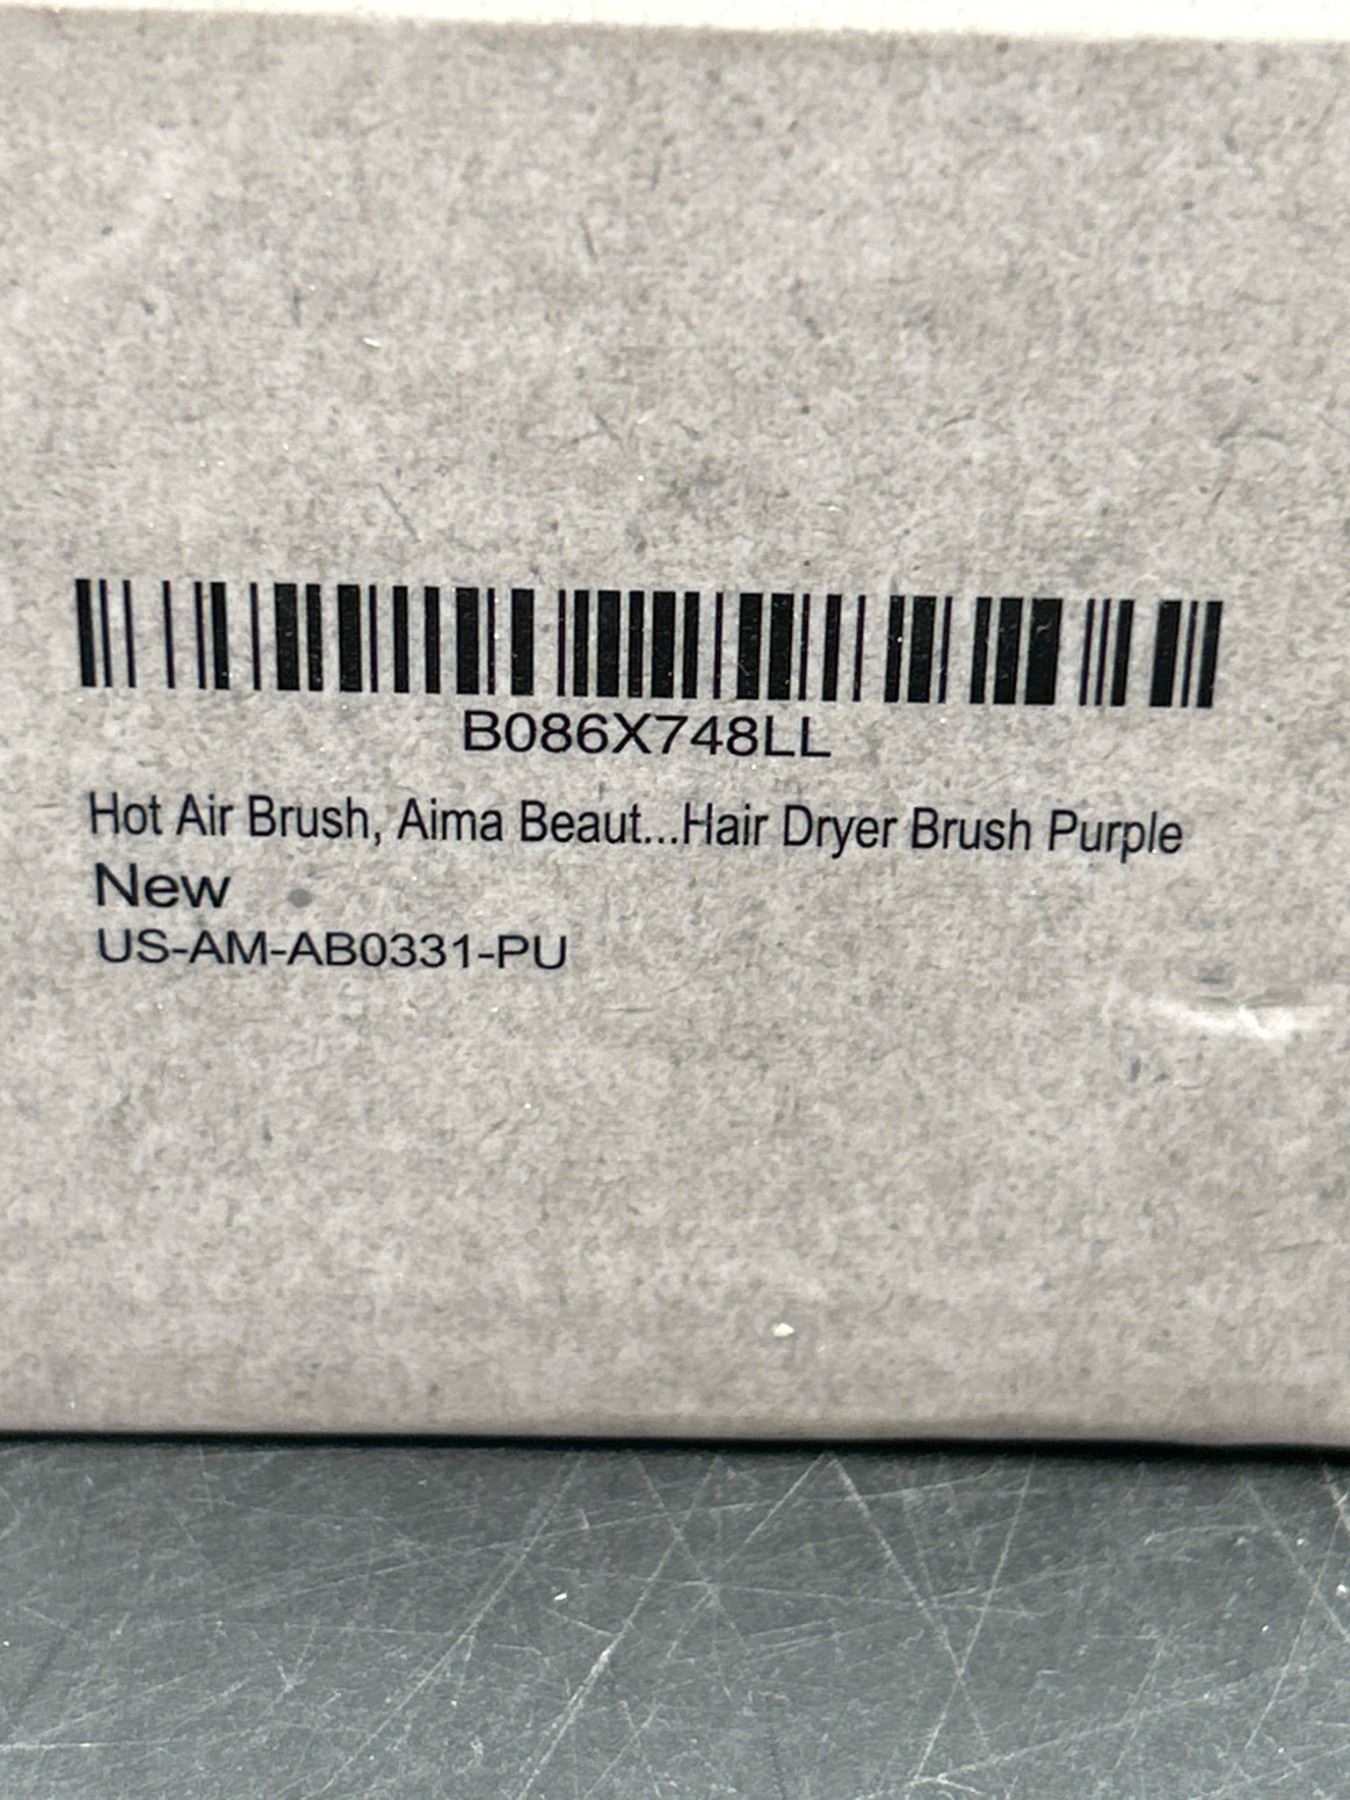 B086X748LL
Hot Air Brush, Aima Beaut...Hair Dryer Brush Purple
New
US-AM-AB0331-PU